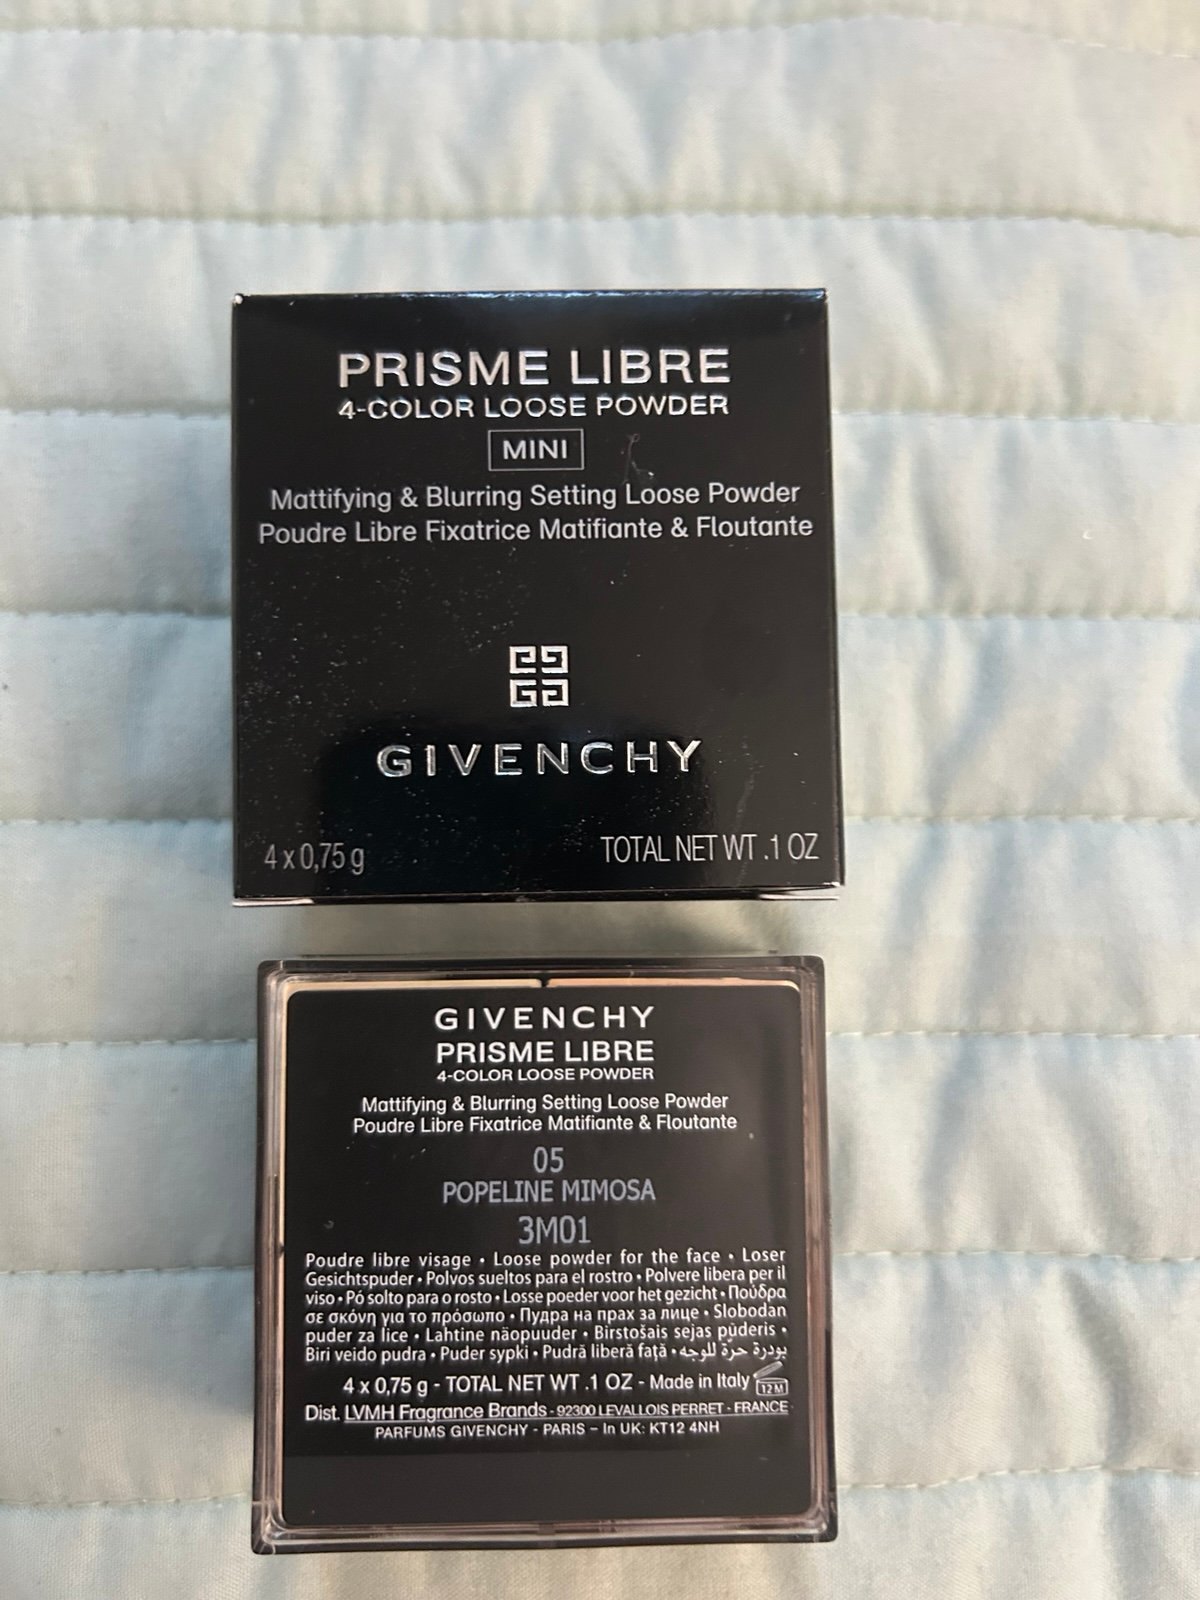 PRISME LIBRE
4-COLOR LOOSE POWDER
MINI
Mattifying & Blurring Setting Loose Powder
Poudre Libre Fixatrice Matifiante & Floutante
GIVENCHY
4 x 0,75 g
TOTAL NET WT .1 OZ
GIVENCHY
PRISME LIBRE
4-COLOR LOOSE POWDER
Mattifying & Blurring Setting Loose Powder
Poudre Libre Fixatrice Matifiante & Floutante
05
POPELINE MIMOSA
3M01
Poudre libre visage • Loose powder for the face • Loser
Gesichtspuder • Polvos sueltos para el rostro • Polvere libera per il
viso • Pó solto para o rosto • Losse poeder voor het gezicht • Πούδρα
σε σκόνη για το πρόσωπο • Пудра на прах за лице • Slobodan
puder za lice • Lahtine näopuuder • Birstošais sejas pūderis •
Biri veido pudra • Puder sypki • Pudră liberă față • بودرة حرّة للوجه
4 x 0,75 g - TOTAL NET WT .1 OZ - Made in Italy 12 M
Dist. LVMH Fragrance Brands - 92300 LEVALLOIS PERRET - FRANCE
PARFUMS GIVENCHY - PARIS – In UK: KT12 4NH